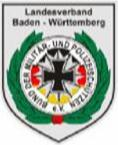 Landesverband
Baden - Württemberg
BUND DER MILITÄR- UND POLIZEISCHÜTZEN
e.V.